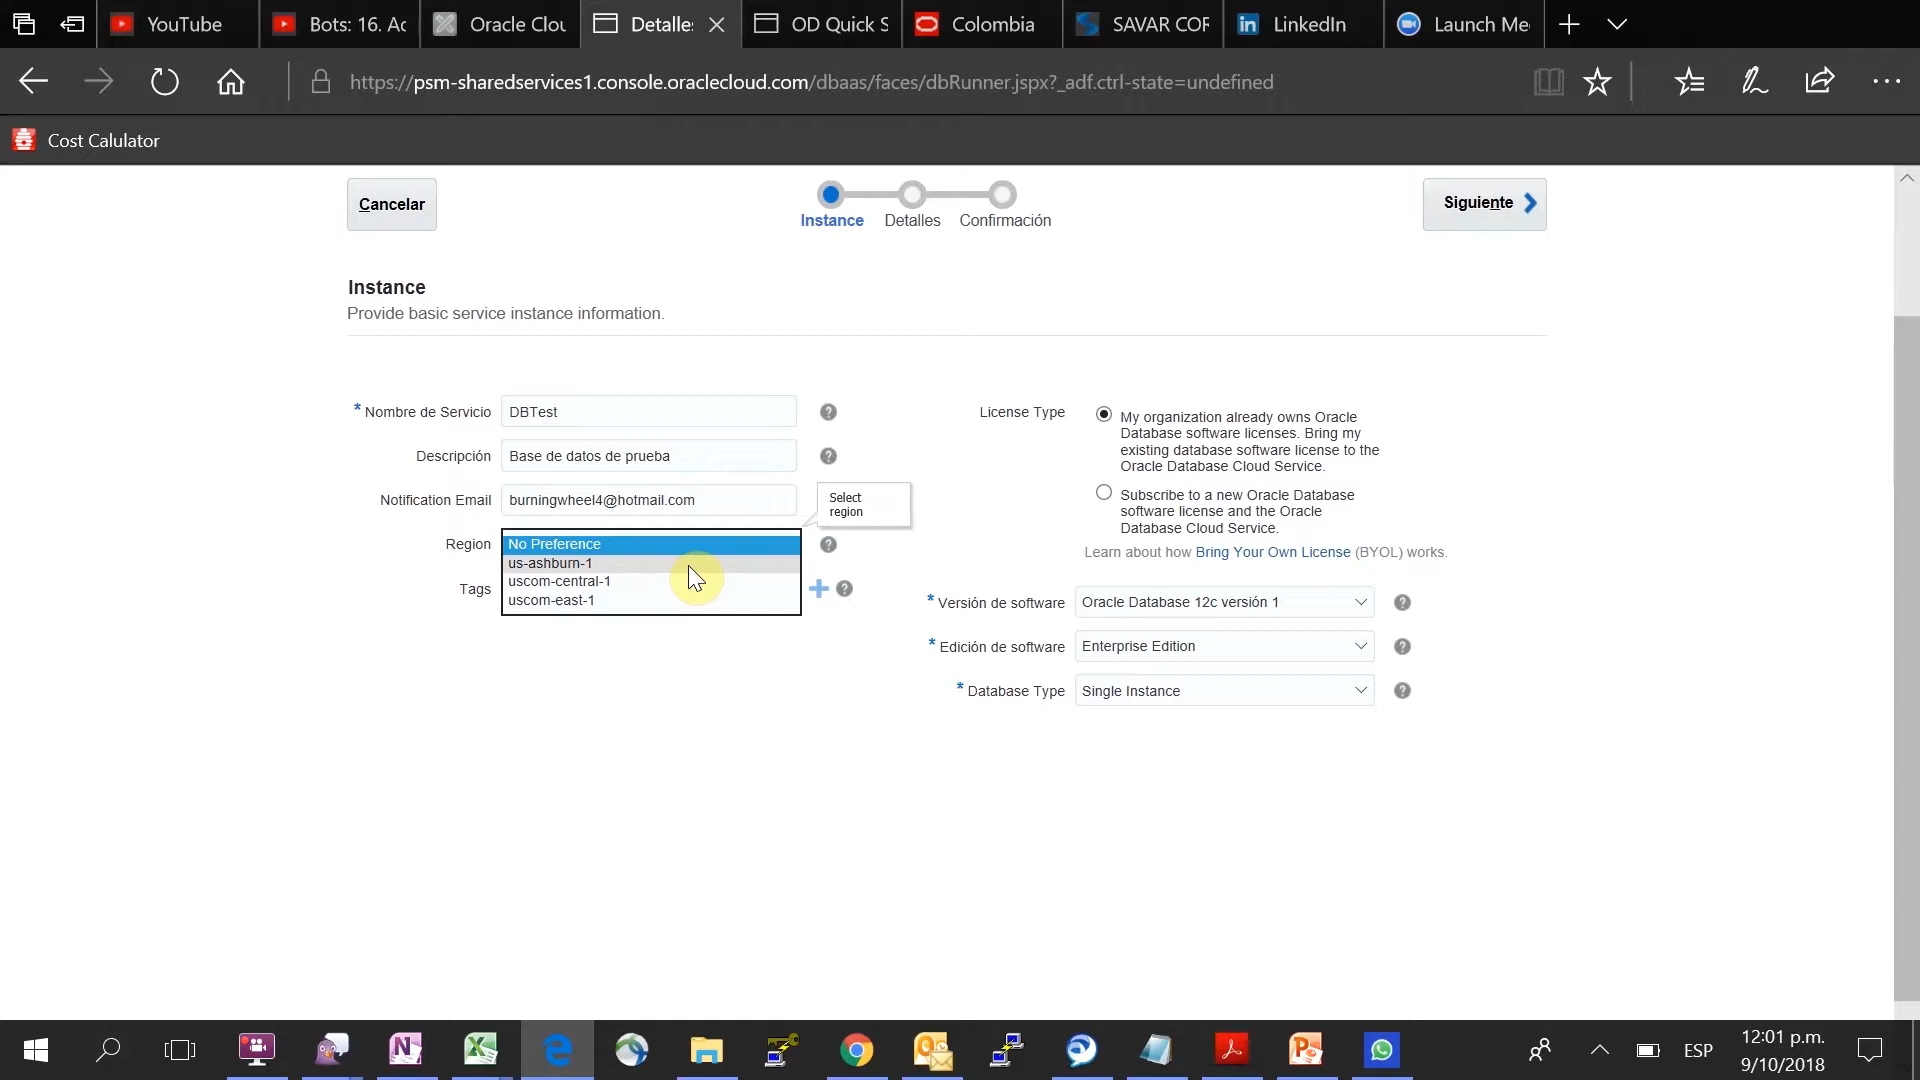 YouTube
Bots: 16. Ac
Oracle Clou
Detalles
OD Quick S
Colombia
SAVAR COR
LinkedIn
Launch Me
https://psm-sharedservices1.console.oraclecloud.com/dbaas/faces/dbRunner.jspx?_adf.ctrl-state=undefined
Cost Calulator
Cancelar
Instance
Detalles
Confirmación
Siguiente
Instance
Provide basic service instance information.
* Nombre de Servicio
DBTest
Descripción
Base de datos de prueba
Notification Email
burningwheel4@hotmail.com
Select
region
Region
No Preference
us-ashburn-1
uscom-central-1
uscom-east-1
Tags
License Type
My organization already owns Oracle
Database software licenses. Bring my
existing database software license to the
Oracle Database Cloud Service.
Subscribe to a new Oracle Database
software license and the Oracle
Database Cloud Service.
Learn about how Bring Your Own License (BYOL) works.
* Versión de software
Oracle Database 12c versión 1
* Edición de software
Enterprise Edition
* Database Type
Single Instance
ESP
12:01 p.m.
9/10/2018